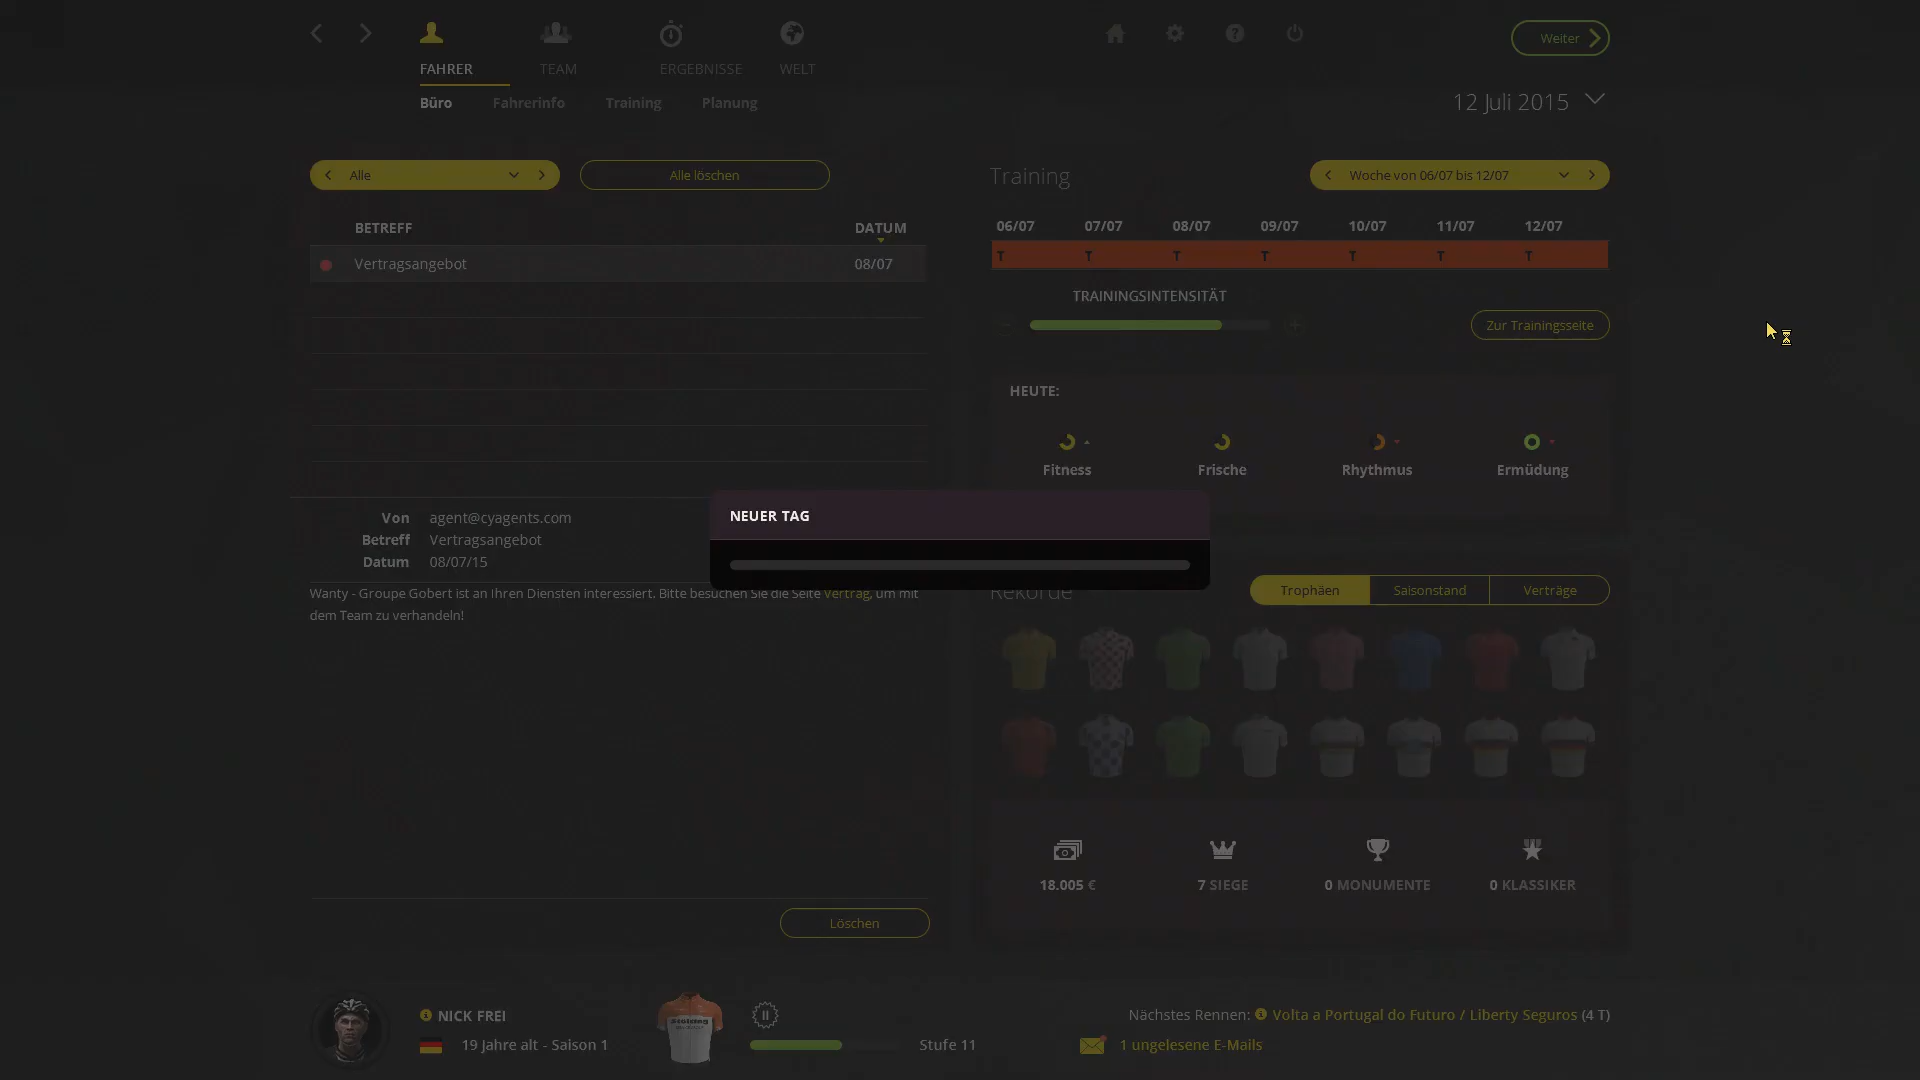 FAHRER
TEAM
ERGEBNISSE
WELT
Weiter
Büro
Fahrerinfo
Training
Planung
12 Juli 2015
Alle
Alle löschen
BETREFF
DATUM
Vertragsangebot
08/07
Training
Woche von 06/07 bis 12/07
06/07
07/07
08/07
09/07
10/07
11/07
12/07
T
T
T
T
T
T
T
TRAININGSINTENSITÄT
Zur Trainingsseite
HEUTE:
Fitness
Frische
Rhythmus
Ermüdung
NEUER TAG
Von
agent@cyagents.com
Betreff
Vertragsangebot
Datum
08/07/15
Wanty - Groupe Gobert ist an Ihren Diensten interessiert. Bitte besuchen Sie die Seite Vertrag, um mit
dem Team zu verhandeln!
Löschen
Rekorde
Trophäen
Saisonstand
Verträge
18.005 €
7 SIEGE
0 MONUMENTE
0 KLASSIKER
NICK FREI
19 Jahre alt - Saison 1
Stölting
Stufe 11
Nächstes Rennen: Volta a Portugal do Futuro / Liberty Seguros (4 T)
1 ungelesene E-Mails